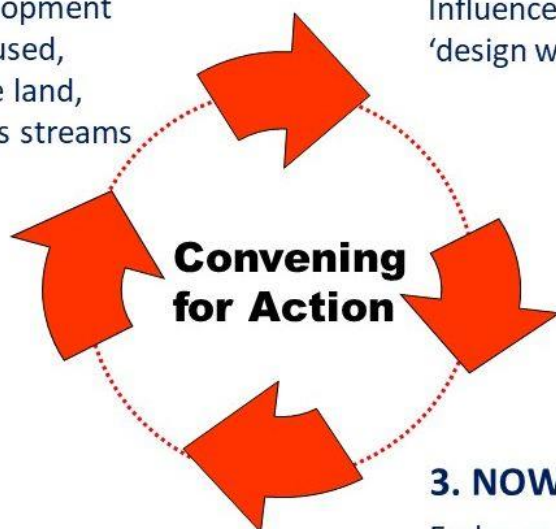 opment
used,
e land,
s streams
Influence
‘design w
Convening
for Action
3. NOW